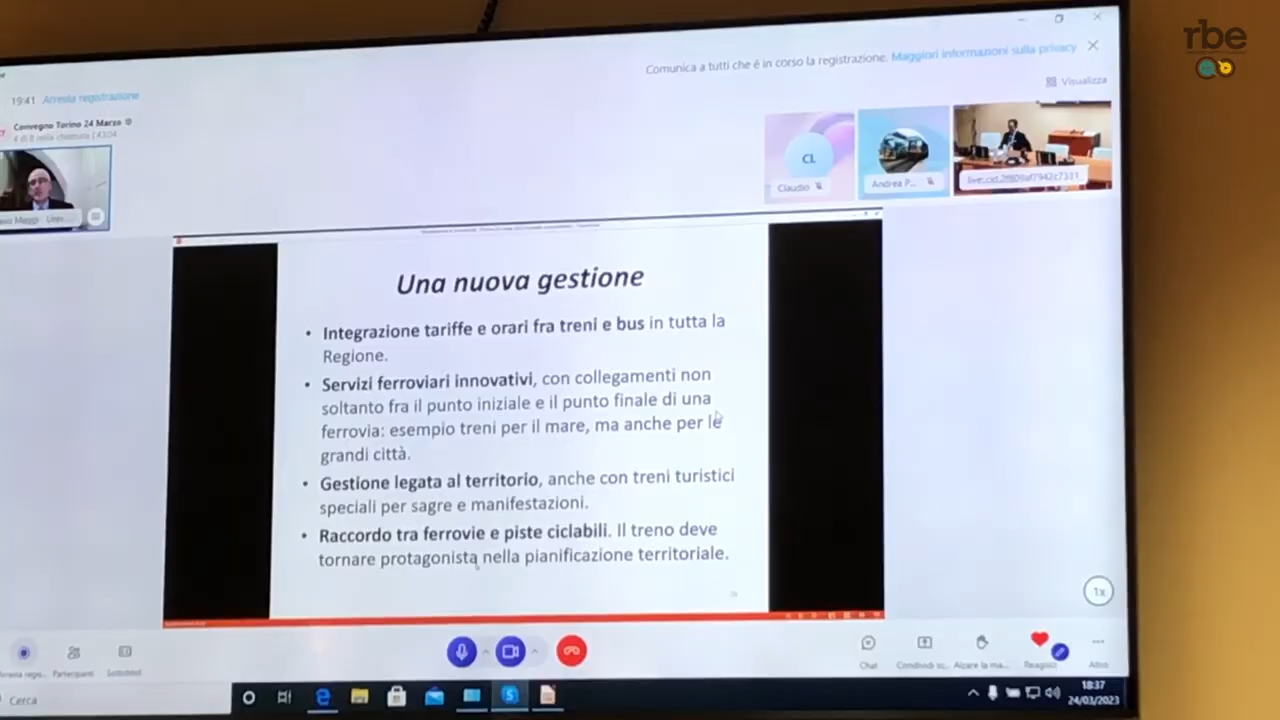 rbe
Comunica a tutti che é in corso la registrazione. Maggiori informazioni sulla privacy
Visualizza
19:41 Arresta registrazione
Convegno Torino 24 Marzo
4 di 8 nella chiamata | 43:04
CL
Claudio
Andrea P...
Maggi - Univ
Una nuova gestione
• Integrazione tariffe e orari fra treni e bus in tutta la
Regione.
• Servizi ferroviari innovativi, con collegamenti non
soltanto fra il punto iniziale e il punto finale di una
ferrovia: esempio treni per il mare, ma anche per le
grandi città.
• Gestione legata al territorio, anche con treni turistici
speciali per sagre e manifestazioni.
• Raccordo tra ferrovie e piste ciclabili. Il treno deve
tornare protagonista nella pianificazione territoriale.
1x
Partecipanti
Chat
Condividi sc...
Alzare la ma...
Reagisci
Altro
Cerca
18:37
24/03/2023